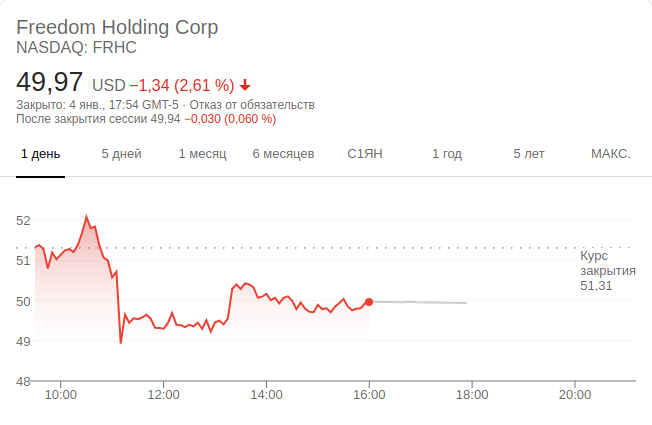 Freedom Holding Corp
NASDAQ: FRHC
49,97 USD −1,34 (2,61 %)
Закрыто: 4 янв., 17:54 GMT-5 · Отказ от обязательств
После закрытия сессии 49,94 −0,030 (0,060 %)
1 день 5 дней 1 месяц 6 месяцев С1ЯН 1 год 5 лет МАКС.
52
51
50
49
48
Курс
закрытия
51,31
10:00 12:00 14:00 16:00 18:00 20:00